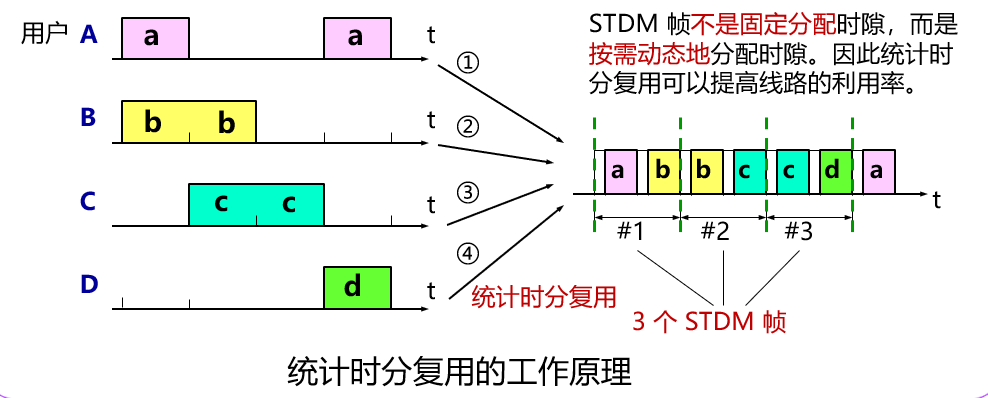 用户 A a a t
STDM 帧不是固定分配时隙，而是
按需动态地分配时隙。因此统计时
分复用可以提高线路的利用率。
①
B b b t
②
C c c t
③
D d t
④
a b b c c d a
t
#1 #2 #3
统计时分复用
3 个 STDM 帧
统计时分复用的工作原理